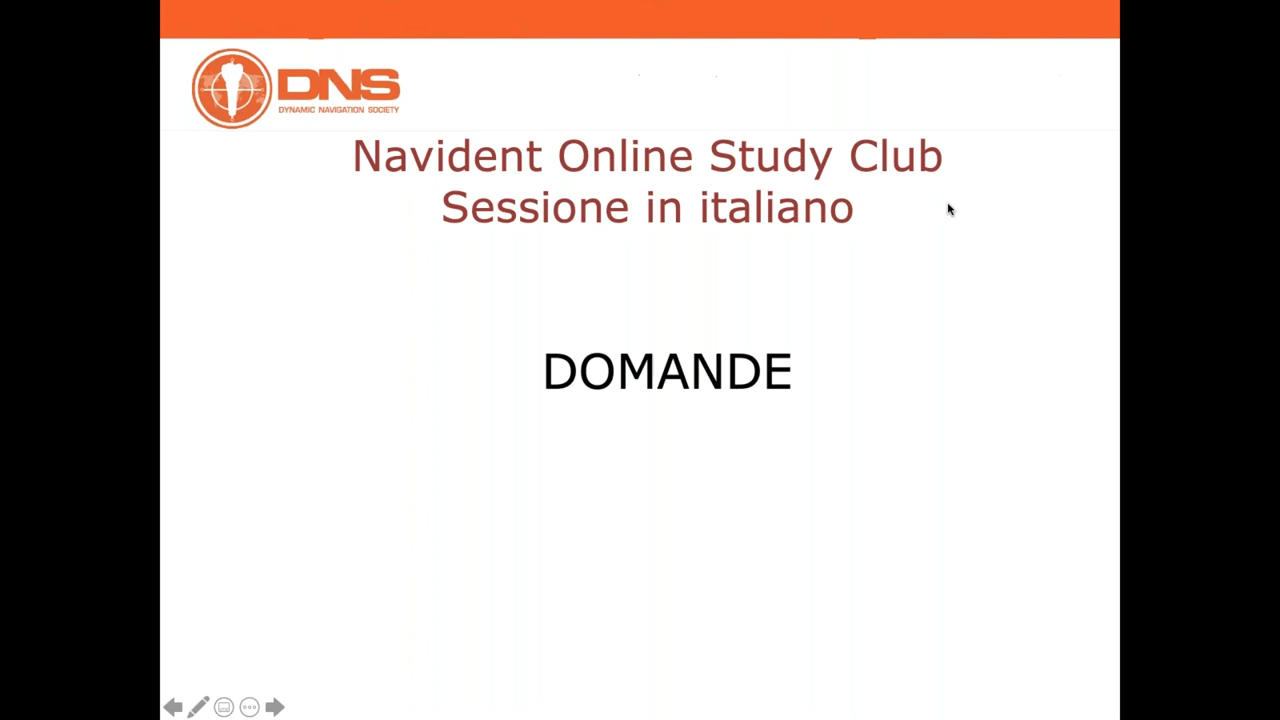 DNS
DYNAMIC NAVIGATION SOCIETY
Navident Online Study Club
Sessione in italiano
DOMANDE